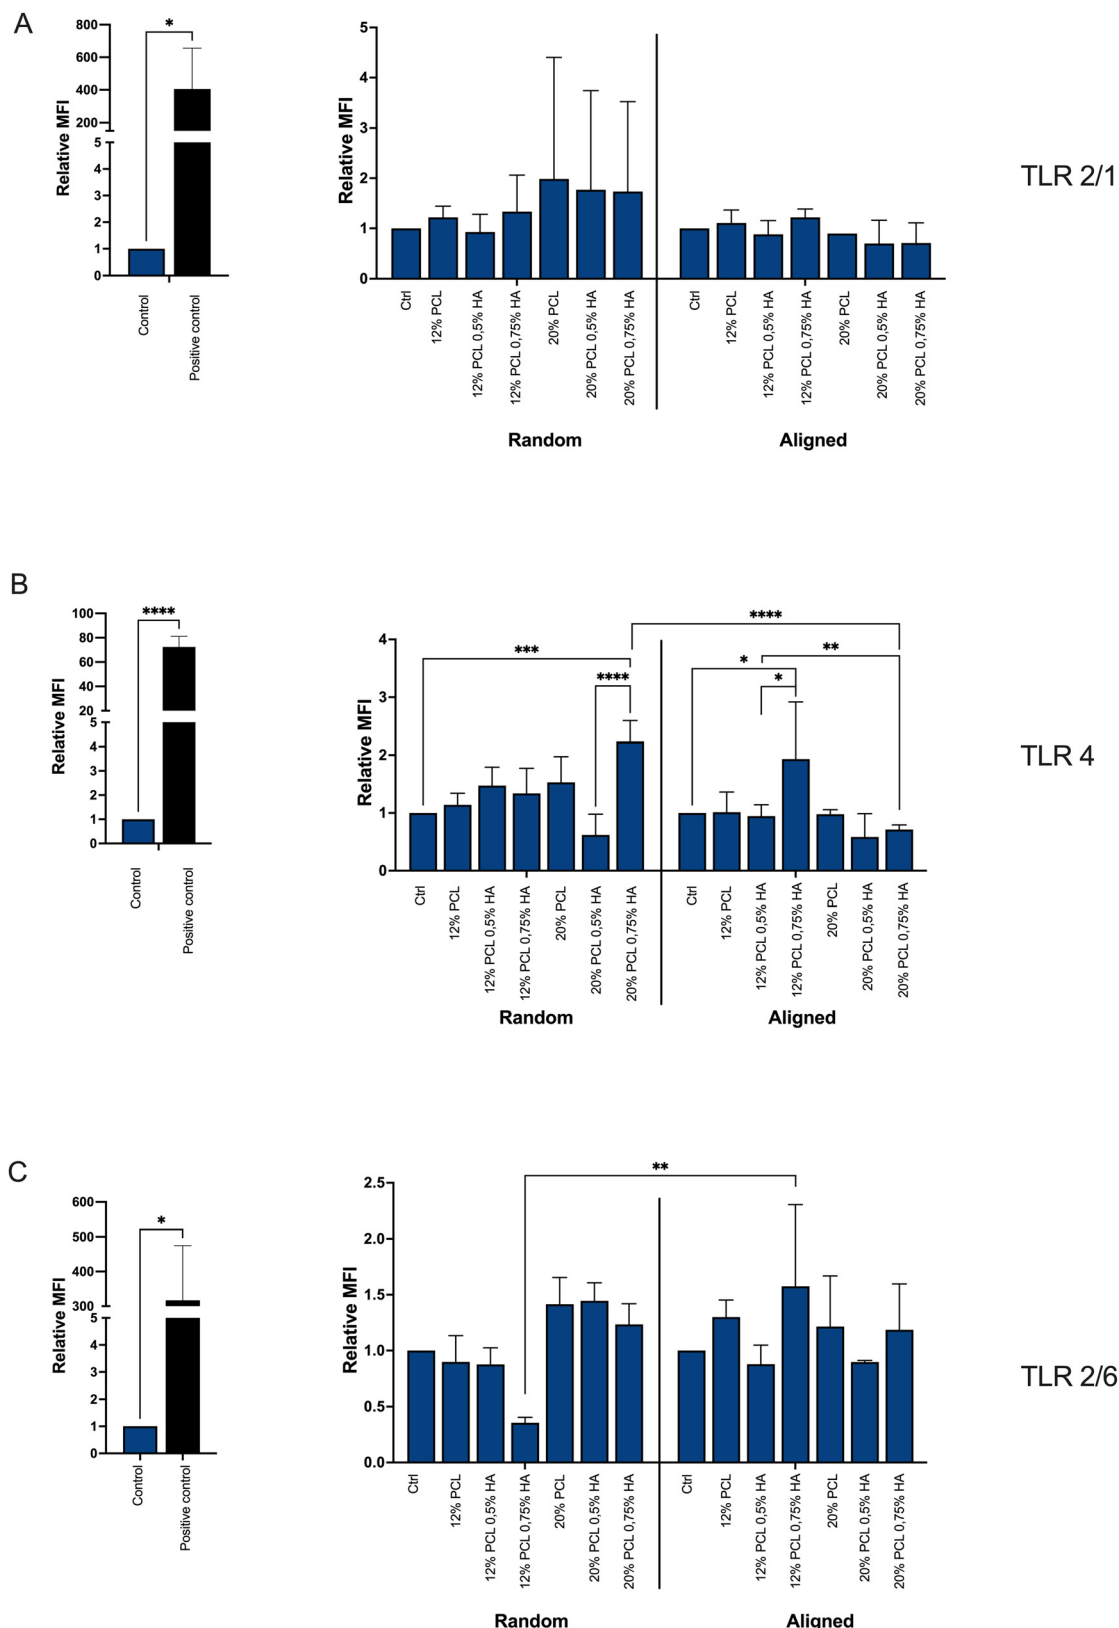 A
Relative MFI
800
600
400
200
5
4
3
2
1
0
*
Control
Positive control
Relative MFI
5
4
3
2
1
0
Ctrl
12% PCL
12% PCL 0,5% HA
12% PCL 0,75% HA
20% PCL
20% PCL 0,5% HA
20% PCL 0,75% HA
Random
Ctrl
12% PCL
12% PCL 0,5% HA
12% PCL 0,75% HA
20% PCL
20% PCL 0,5% HA
20% PCL 0,75% HA
Aligned
TLR 2/1
B
Relative MFI
100
80
60
40
20
5
4
3
2
1
0
****
Control
Positive control
Relative MFI
4
3
2
1
0
***
****
****
*
**
*
Ctrl
12% PCL
12% PCL 0,5% HA
12% PCL 0,75% HA
20% PCL
20% PCL 0,5% HA
20% PCL 0,75% HA
Random
Ctrl
12% PCL
12% PCL 0,5% HA
12% PCL 0,75% HA
20% PCL
20% PCL 0,5% HA
20% PCL 0,75% HA
Aligned
TLR 4
C
Relative MFI
600
500
400
300
5
4
3
2
1
0
*
Control
Positive control
Relative MFI
2.5
2.0
1.5
1.0
0.5
0.0
**
Ctrl
12% PCL
12% PCL 0,5% HA
12% PCL 0,75% HA
20% PCL
20% PCL 0,5% HA
20% PCL 0,75% HA
Random
Ctrl
12% PCL
12% PCL 0,5% HA
12% PCL 0,75% HA
20% PCL
20% PCL 0,5% HA
20% PCL 0,75% HA
Aligned
TLR 2/6